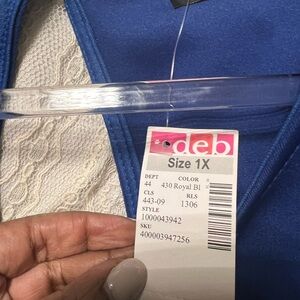 deb
Size 1X
DEPT COLOR
44 430 Royal Bl
CLS RLS
443-09 1306
STYLE
1000043942
SKU
400003947256